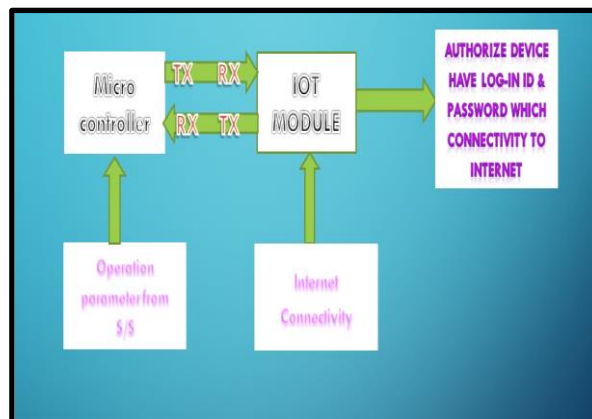 Micro
controller
TX RX
RX TX
IOT
MODULE
AUTHORIZE DEVICE
HAVE LOG-IN ID &
PASSWORD WHICH
CONNECTIVITY TO
INTERNET
Operation
parameter from
S/S
Internet
Connectivity